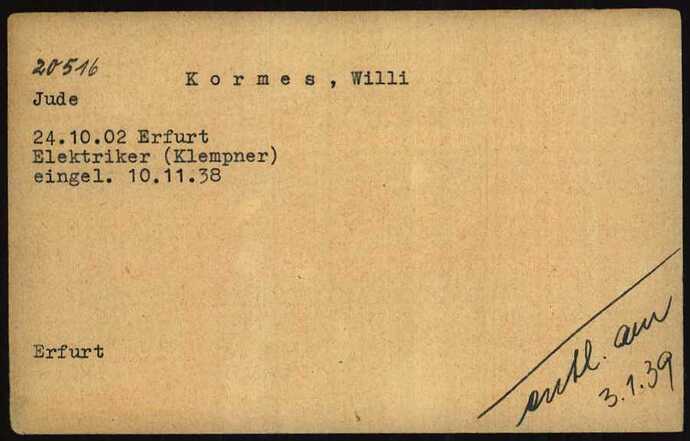 20516
Kormes, Willi
Jude
24.10.02 Erfurt
Elektriker (Klempner)
eingel. 10.11.38
Erfurt
entl. am
3.1.39